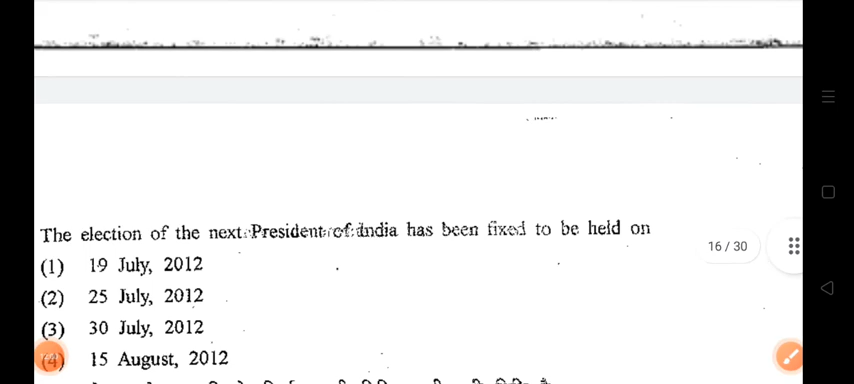 The election of the next President of India has been fixed to be held on
(1) 19 July, 2012
(2) 25 July, 2012
16 / 30
(3) 30 July, 2012
(4) 15 August, 2012